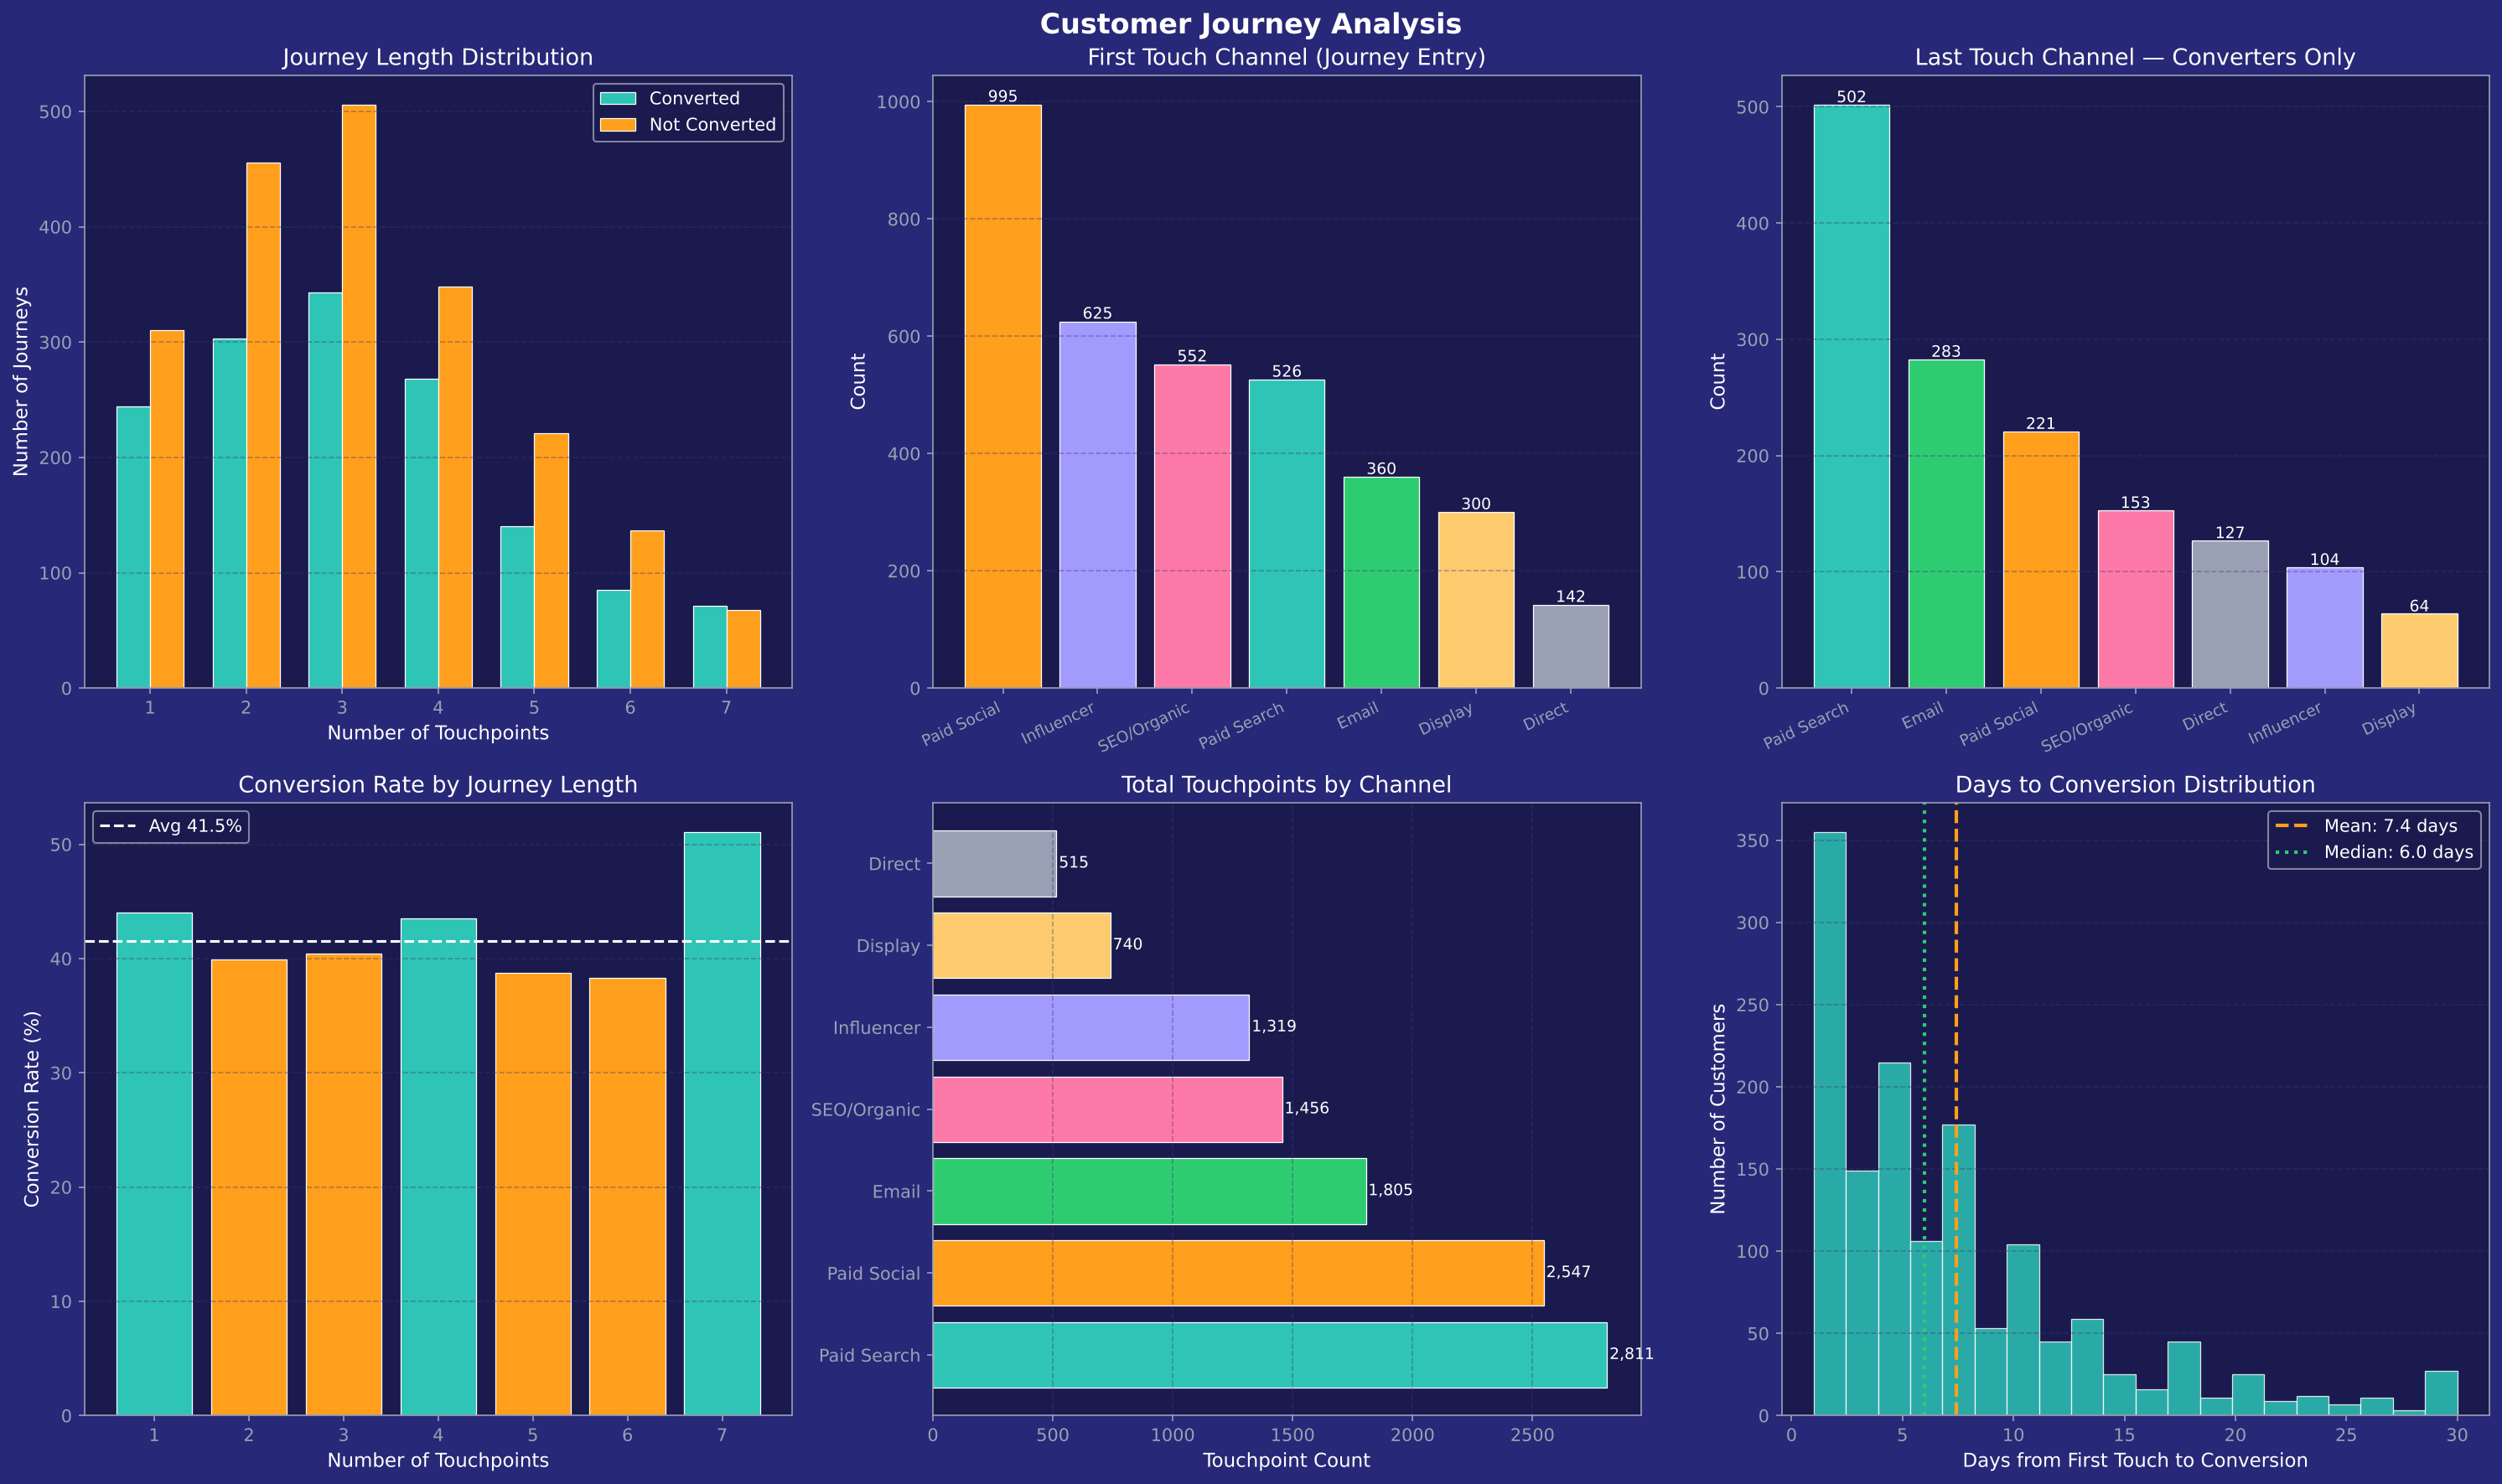 Customer Journey Analysis
Journey Length Distribution
Converted
Not Converted
500
400
300
200
100
0
1 2 3 4 5 6 7
Number of Journeys
Number of Touchpoints
First Touch Channel (Journey Entry)
1000
800
600
400
200
0
995
625
552
526
360
300
142
Count
Paid Social
Influencer
SEO/Organic
Paid Search
Email
Display
Direct
Last Touch Channel — Converters Only
500
400
300
200
100
0
502
283
221
153
127
104
64
Count
Paid Search
Email
Paid Social
SEO/Organic
Direct
Influencer
Display
Conversion Rate by Journey Length
Avg 41.5%
50
40
30
20
10
0
1 2 3 4 5 6 7
Conversion Rate (%)
Number of Touchpoints
Total Touchpoints by Channel
Direct 515
Display 740
Influencer 1,319
SEO/Organic 1,456
Email 1,805
Paid Social 2,547
Paid Search 2,811
0 500 1000 1500 2000 2500
Touchpoint Count
Days to Conversion Distribution
Mean: 7.4 days
Median: 6.0 days
350
300
250
200
150
100
50
0
0 5 10 15 20 25 30
Number of Customers
Days from First Touch to Conversion